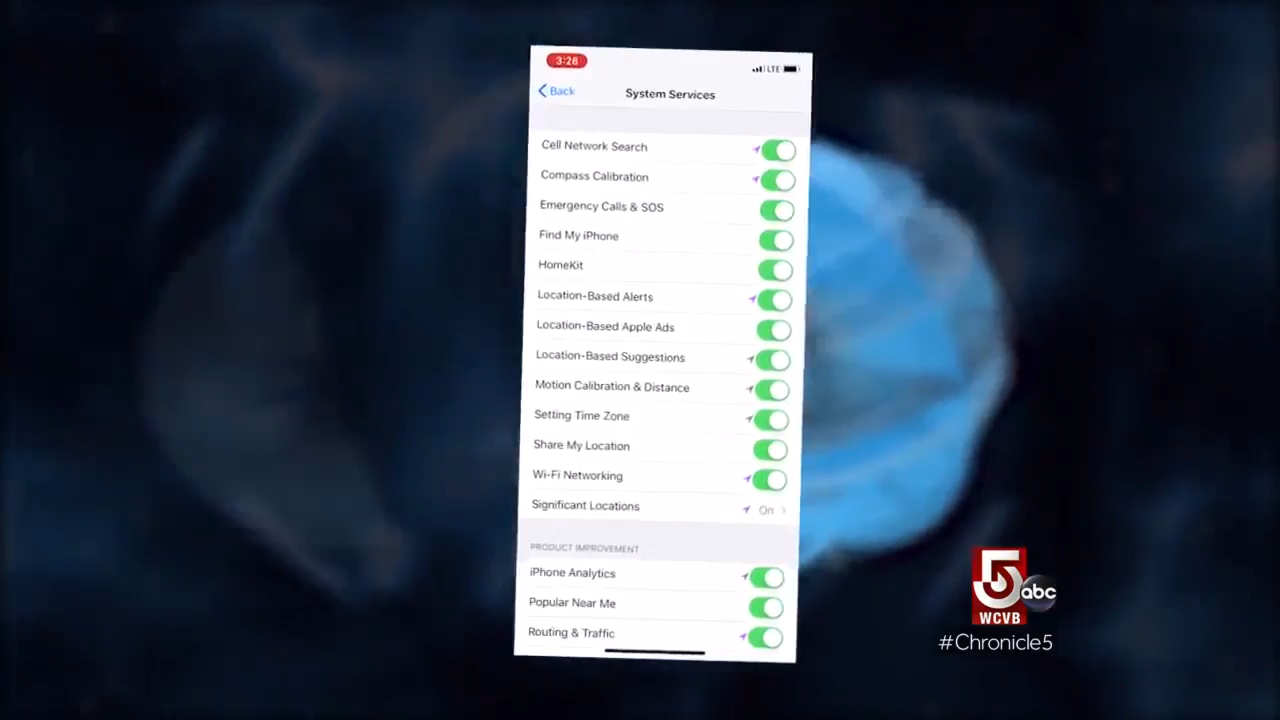 3:26
LTE
Back
System Services
Cell Network Search
Compass Calibration
Emergency Calls & SOS
Find My iPhone
HomeKit
Location-Based Alerts
Location-Based Apple Ads
Location-Based Suggestions
Motion Calibration & Distance
Setting Time Zone
Share My Location
Wi-Fi Networking
Significant Locations On
PRODUCT IMPROVEMENT
iPhone Analytics
Popular Near Me
Routing & Traffic
5 abc
WCVB
#Chronicle5